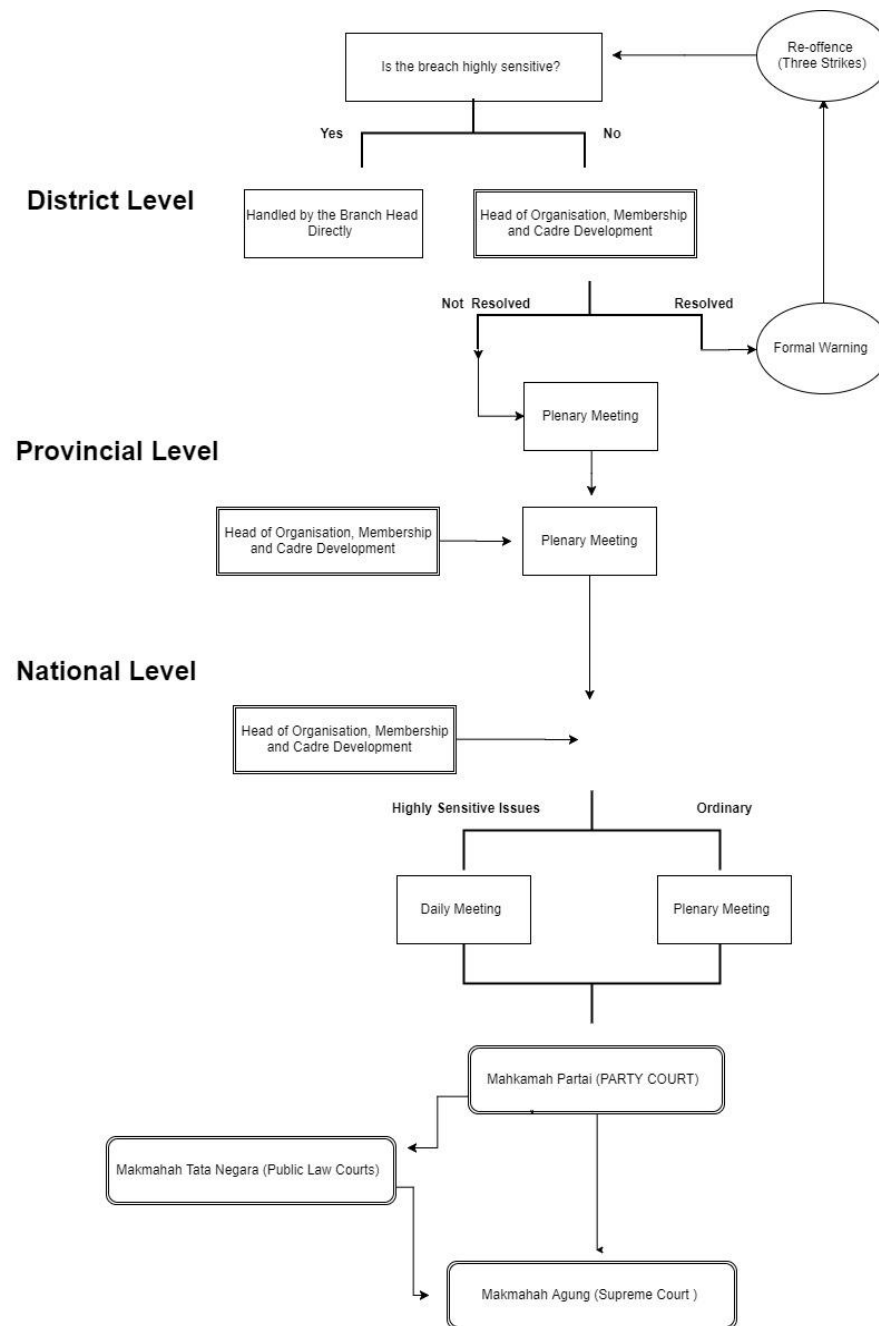 Re-offence
(Three Strikes)
Is the breach highly sensitive?
Yes
No
District Level
Handled by the Branch Head
Directly
Head of Organisation, Membership
and Cadre Development
Not Resolved
Resolved
Formal Warning
Plenary Meeting
Provincial Level
Head of Organisation, Membership
and Cadre Development
Plenary Meeting
National Level
Head of Organisation, Membership
and Cadre Development
Highly Sensitive Issues
Ordinary
Daily Meeting
Plenary Meeting
Mahkamah Partai (PARTY COURT)
Makmahah Tata Negara (Public Law Courts)
Makmahah Agung (Supreme Court )